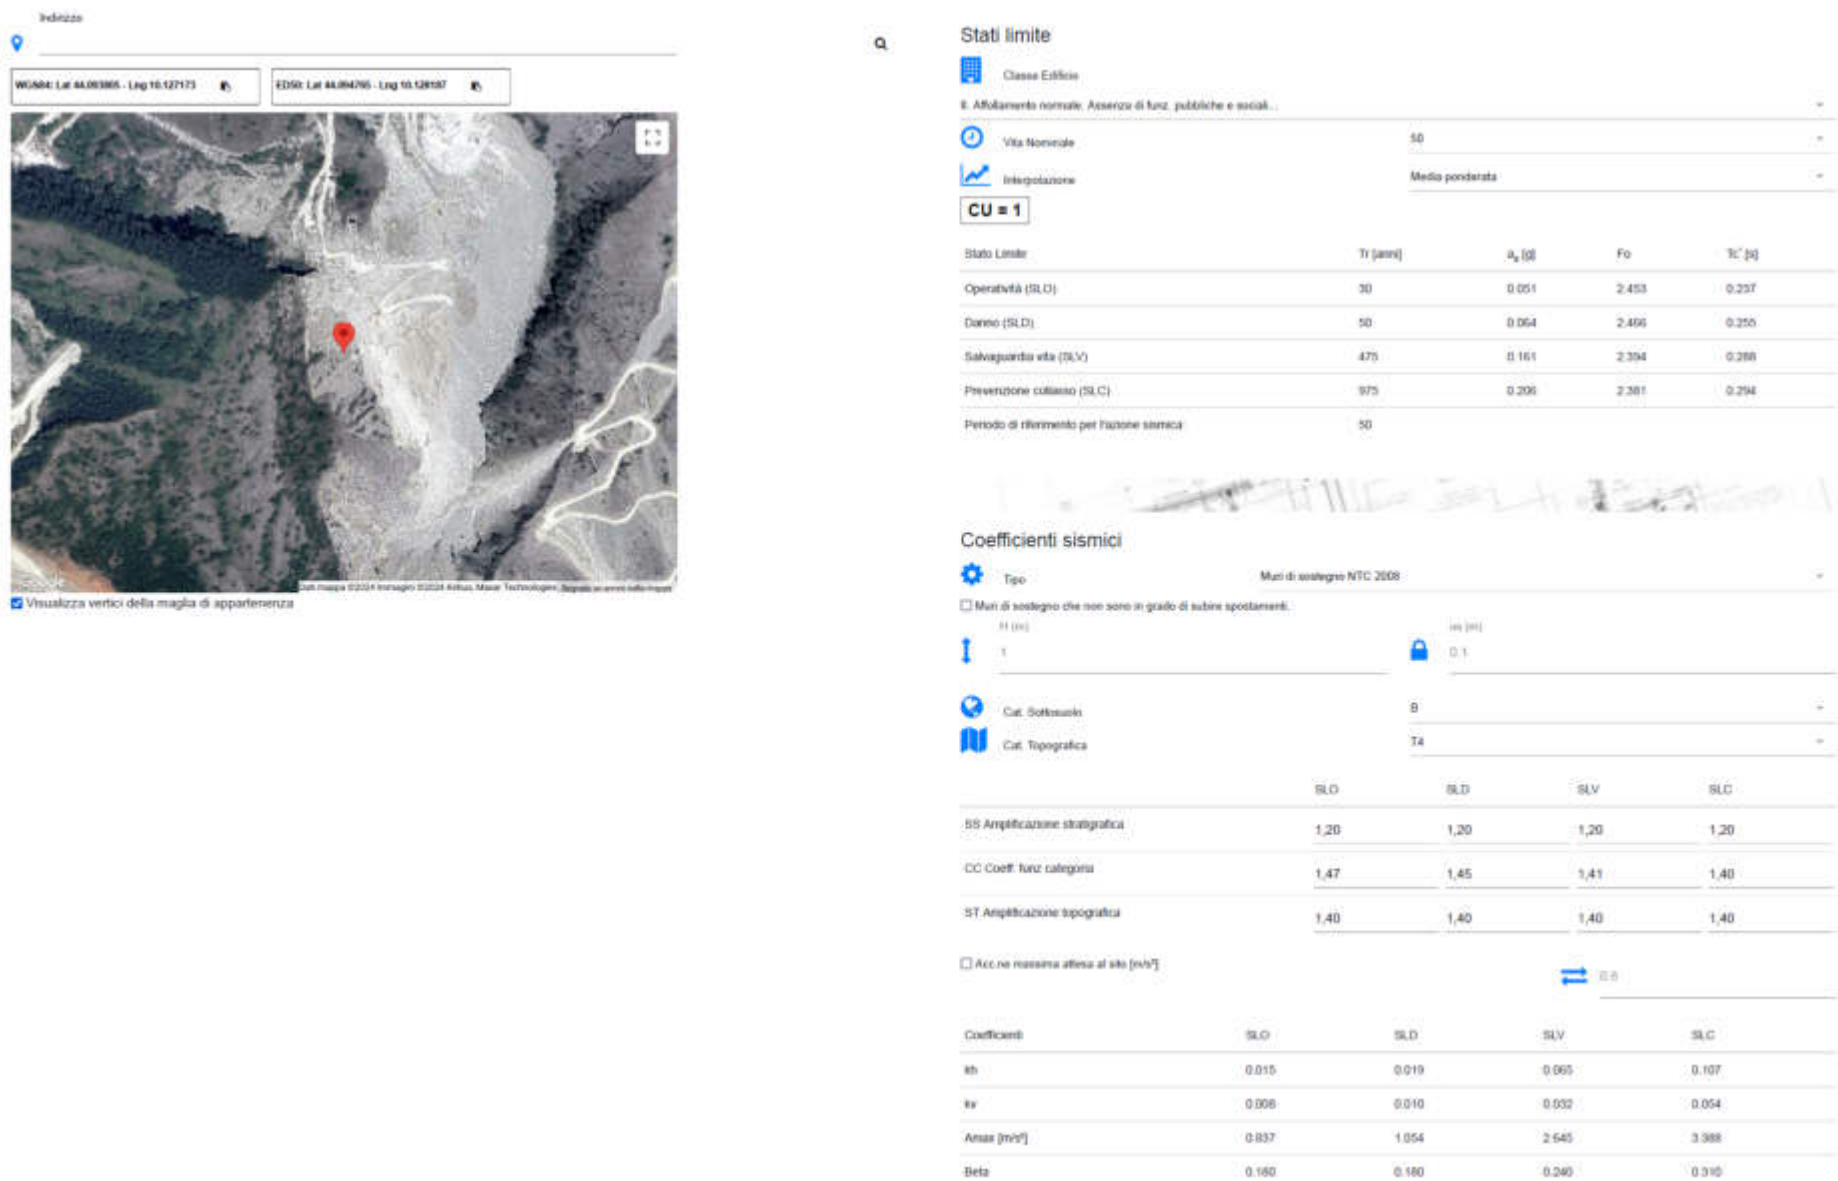 Indirizzo
WGS84: Lat 44.093865 - Lng 10.127173
ED50: Lat 44.094765 - Lng 10.128187
Google
Visualizza vertici della maglia di appartenenza
Stati limite
Classe Edificio
II. Affollamento normale. Assenza di funz. pubbliche e sociali...
Vita Nominale 50
Interpolazione Media ponderata
CU = 1
Stato Limite Tr [anni] ag [g] Fo Tc* [s]
Operatività (SLO) 30 0.051 2.453 0.237
Danno (SLD) 50 0.064 2.466 0.255
Salvaguardia vita (SLV) 475 0.161 2.394 0.288
Prevenzione collasso (SLC) 975 0.206 2.381 0.294
Periodo di riferimento per l'azione sismica 50
Coefficienti sismici
Tipo Muri di sostegno NTC 2008
Muri di sostegno che non sono in grado di subire spostamenti.
H (m) us (m)
1 0.1
Cat. Sottosuolo B
Cat. Topografica T4
SLO SLD SLV SLC
SS Amplificazione stratigrafica 1,20 1,20 1,20 1,20
CC Coeff. funz categoria 1,47 1,45 1,41 1,40
ST Amplificazione topografica 1,40 1,40 1,40 1,40
Acc.ne massima attesa al sito [m/s²]
0.6
Coefficienti SLO SLD SLV SLC
kh 0.015 0.019 0.065 0.107
kv 0.008 0.010 0.032 0.054
Amax [m/s²] 0.837 1.054 2.645 3.388
Beta 0.180 0.180 0.240 0.310